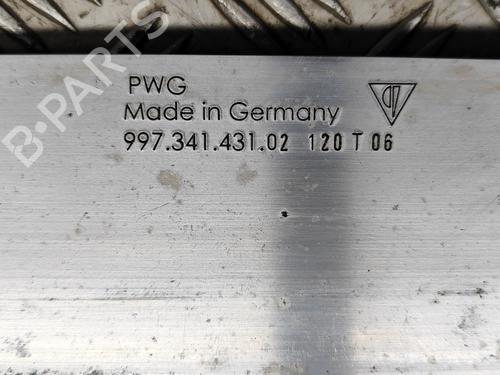 B-PARTS
PWG
Made in Germany
997.341.431.02 120 T 06